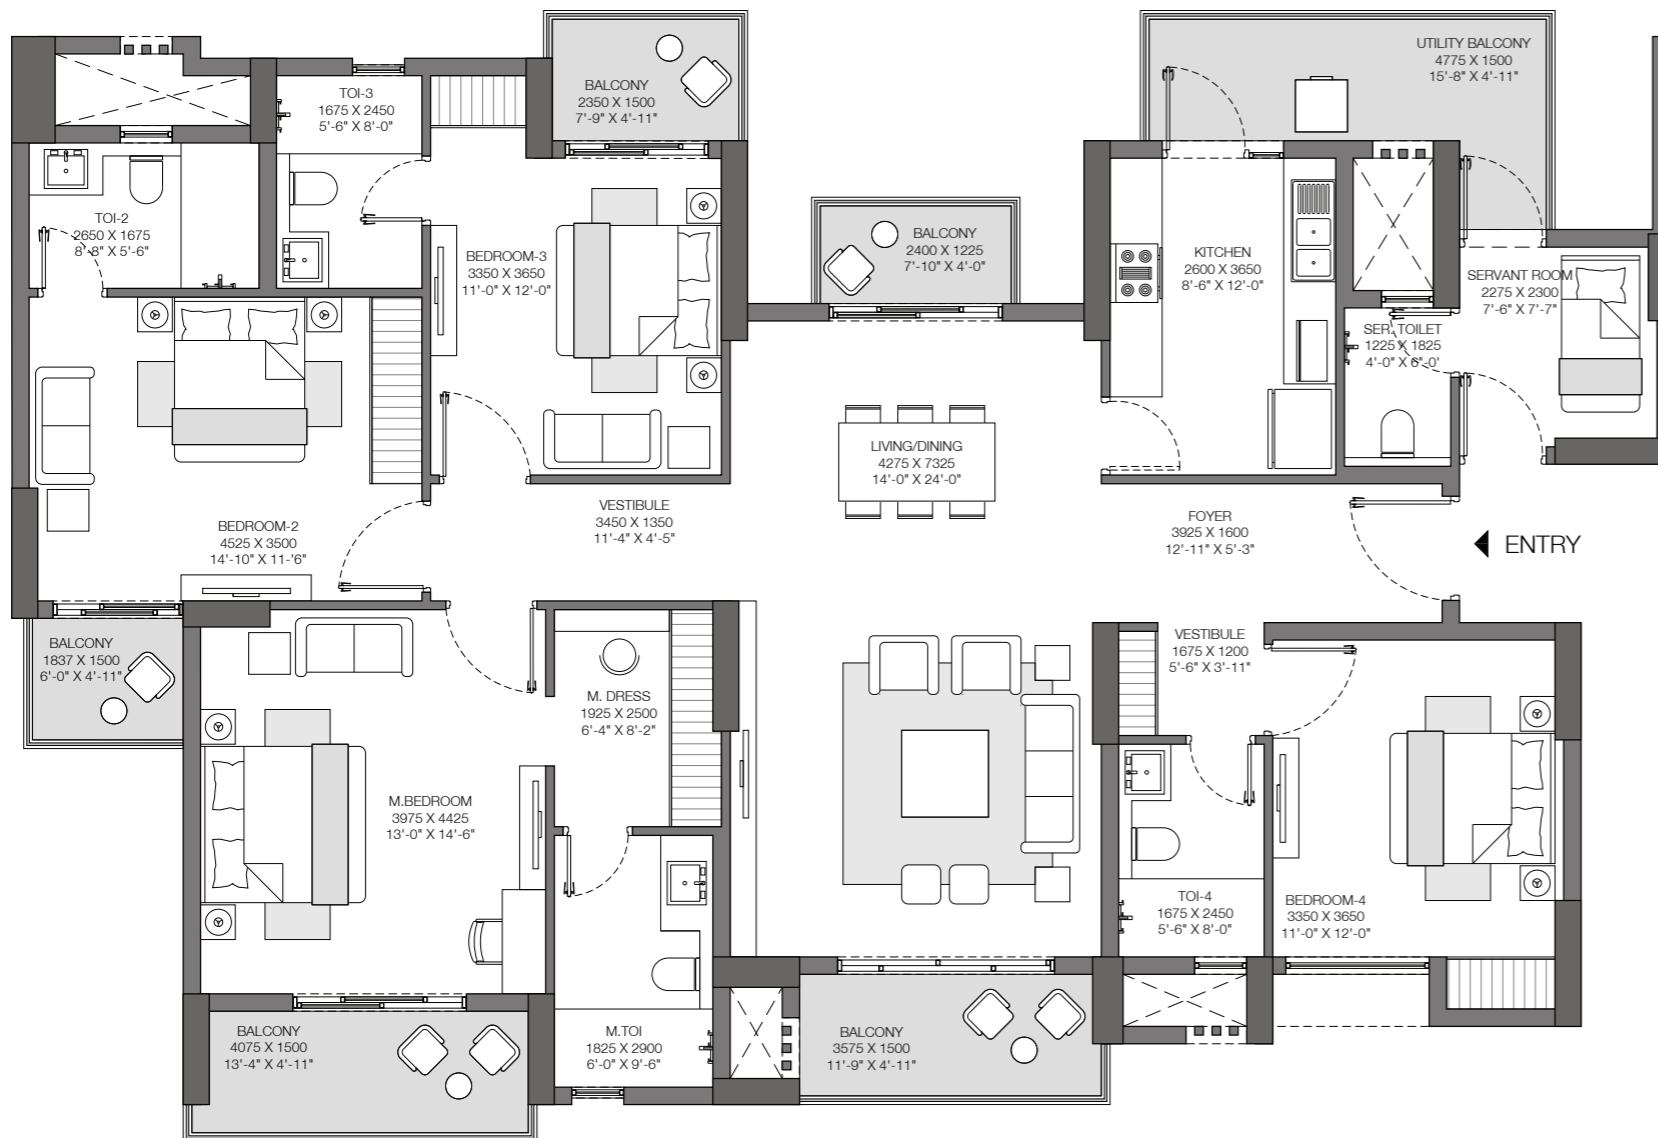 UTILITY BALCONY
4775 X 1500
15'-8" X 4'-11"
BALCONY
2350 X 1500
7'-9" X 4'-11"
TOI-3
1675 X 2450
5'-6" X 8'-0"
TOI-2
2650 X 1675
8'-8" X 5'-6"
BEDROOM-3
3350 X 3650
11'-0" X 12'-0"
BALCONY
2400 X 1225
7'-10" X 4'-0"
KITCHEN
2600 X 3650
8'-6" X 12'-0"
SERVANT ROOM
2275 X 2300
7'-6" X 7'-7"
SER. TOILET
1225 X 1825
4'-0" X 6'-0'
LIVING/DINING
4275 X 7325
14'-0" X 24'-0"
BEDROOM-2
4525 X 3500
14'-10" X 11-'6"
VESTIBULE
3450 X 1350
11'-4" X 4'-5"
FOYER
3925 X 1600
12'-11" X 5'-3"
ENTRY
BALCONY
1837 X 1500
6'-0" X 4'-11"
VESTIBULE
1675 X 1200
5'-6" X 3'-11"
M. DRESS
1925 X 2500
6'-4" X 8'-2"
M.BEDROOM
3975 X 4425
13'-0" X 14'-6"
TOI-4
1675 X 2450
5'-6" X 8'-0"
BEDROOM-4
3350 X 3650
11'-0" X 12'-0"
BALCONY
4075 X 1500
13'-4" X 4'-11"
M.TOI
1825 X 2900
6'-0" X 9'-6"
BALCONY
3575 X 1500
11'-9" X 4'-11"